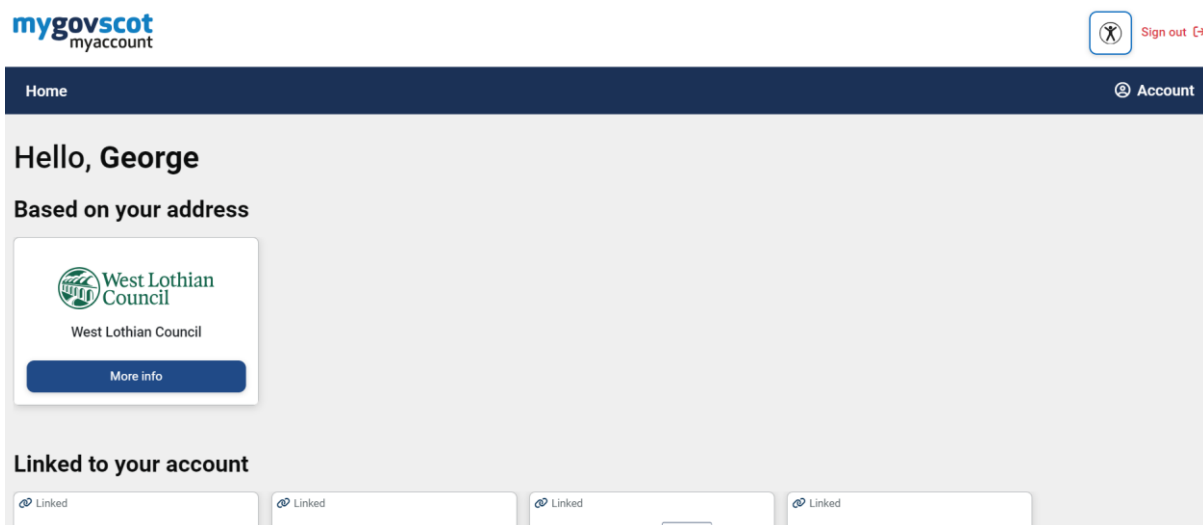 mygovscot
myaccount
Sign out
Home
Account
Hello, George
Based on your address
West Lothian
Council
West Lothian Council
More info
Linked to your account
Linked
Linked
Linked
Linked